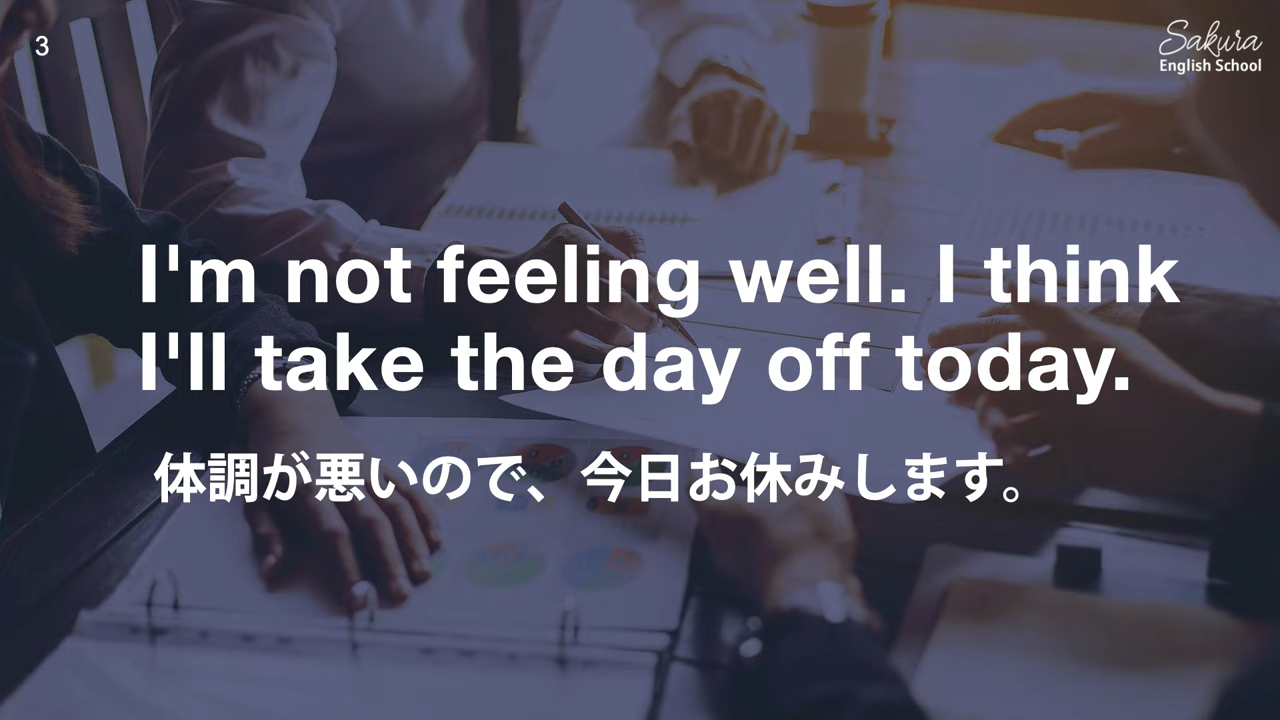 3
Sakura
English School
I'm not feeling well. I think
I'll take the day off today.
体調が悪いので、今日お休みします。